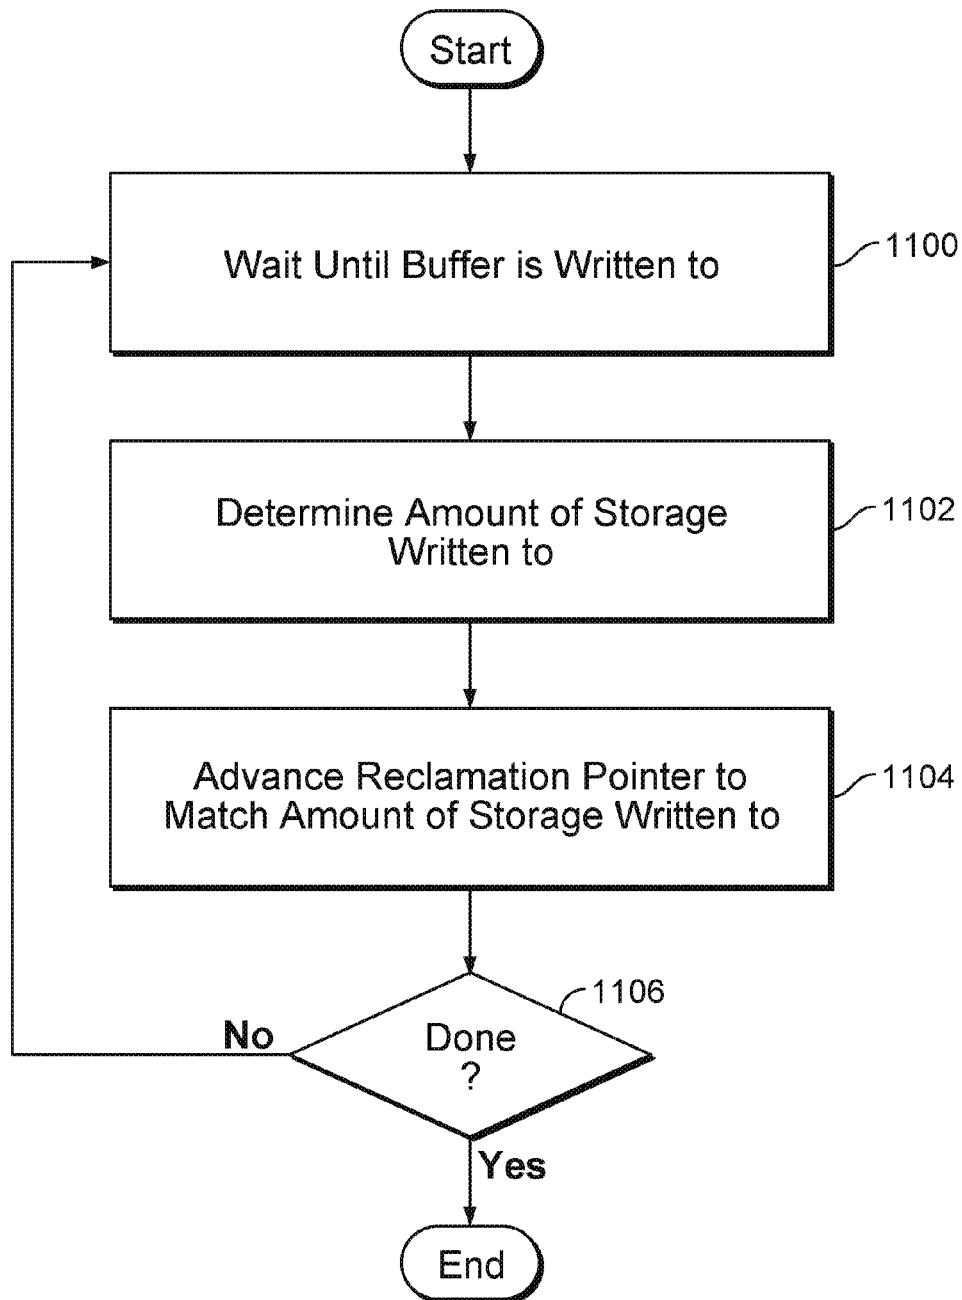 Start
Wait Until Buffer is Written to
1100
Determine Amount of Storage
Written to
1102
Advance Reclamation Pointer to
Match Amount of Storage Written to
1104
1106
Done
?
No
Yes
End